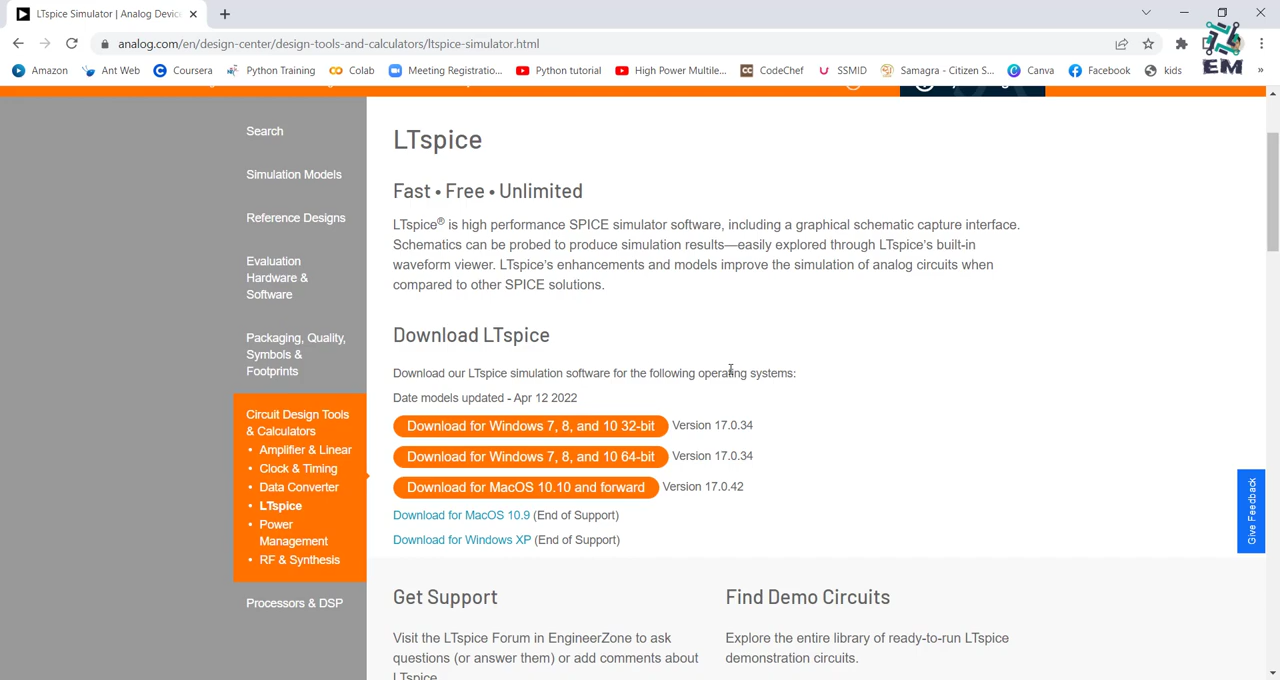 LTspice Simulator | Analog Device
analog.com/en/design-center/design-tools-and-calculators/ltspice-simulator.html
Amazon
Ant Web
Coursera
Python Training
Colab
Meeting Registratio...
Python tutorial
High Power Multile...
CodeChef
SSMID
Samagra - Citizen S...
Canva
Facebook
kids
»
EM
Search
Simulation Models
Reference Designs
Evaluation
Hardware &
Software
Packaging, Quality,
Symbols &
Footprints
Circuit Design Tools
& Calculators
• Amplifier & Linear
• Clock & Timing
• Data Converter
• LTspice
• Power
Management
• RF & Synthesis
Processors & DSP
LTspice
Fast • Free • Unlimited
LTspice® is high performance SPICE simulator software, including a graphical schematic capture interface.
Schematics can be probed to produce simulation results—easily explored through LTspice's built-in
waveform viewer. LTspice's enhancements and models improve the simulation of analog circuits when
compared to other SPICE solutions.
Download LTspice
Download our LTspice simulation software for the following operating systems:
Date models updated - Apr 12 2022
Download for Windows 7, 8, and 10 32-bit Version 17.0.34
Download for Windows 7, 8, and 10 64-bit Version 17.0.34
Download for MacOS 10.10 and forward Version 17.0.42
Download for MacOS 10.9 (End of Support)
Download for Windows XP (End of Support)
Get Support
Visit the LTspice Forum in EngineerZone to ask
questions (or answer them) or add comments about
LTspice
Find Demo Circuits
Explore the entire library of ready-to-run LTspice
demonstration circuits.
Give Feedback